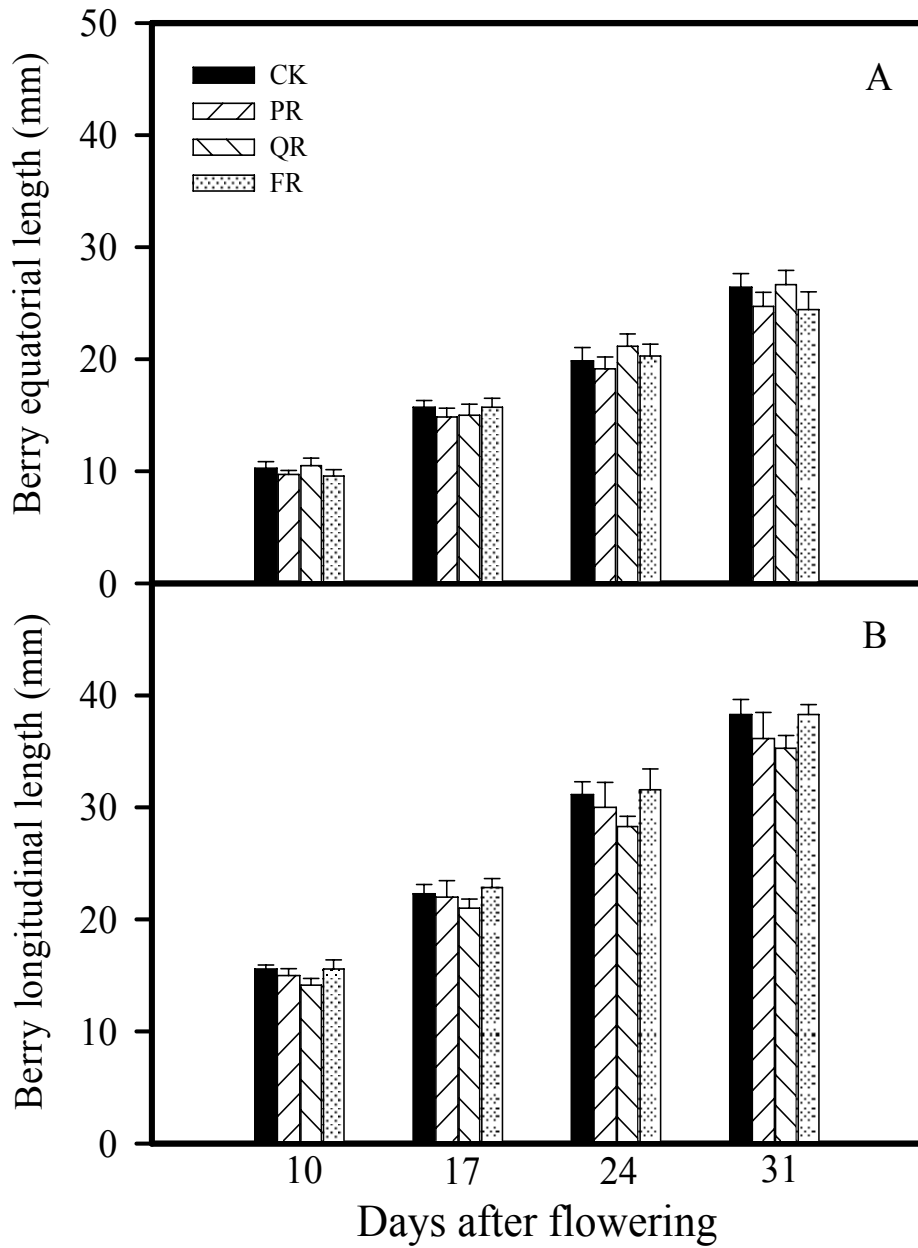 50
40
30
20
10
0
Berry equatorial length (mm)
A
CK
PR
QR
FR
40
30
20
10
0
Berry longitudinal length (mm)
B
10 17 24 31
Days after flowering